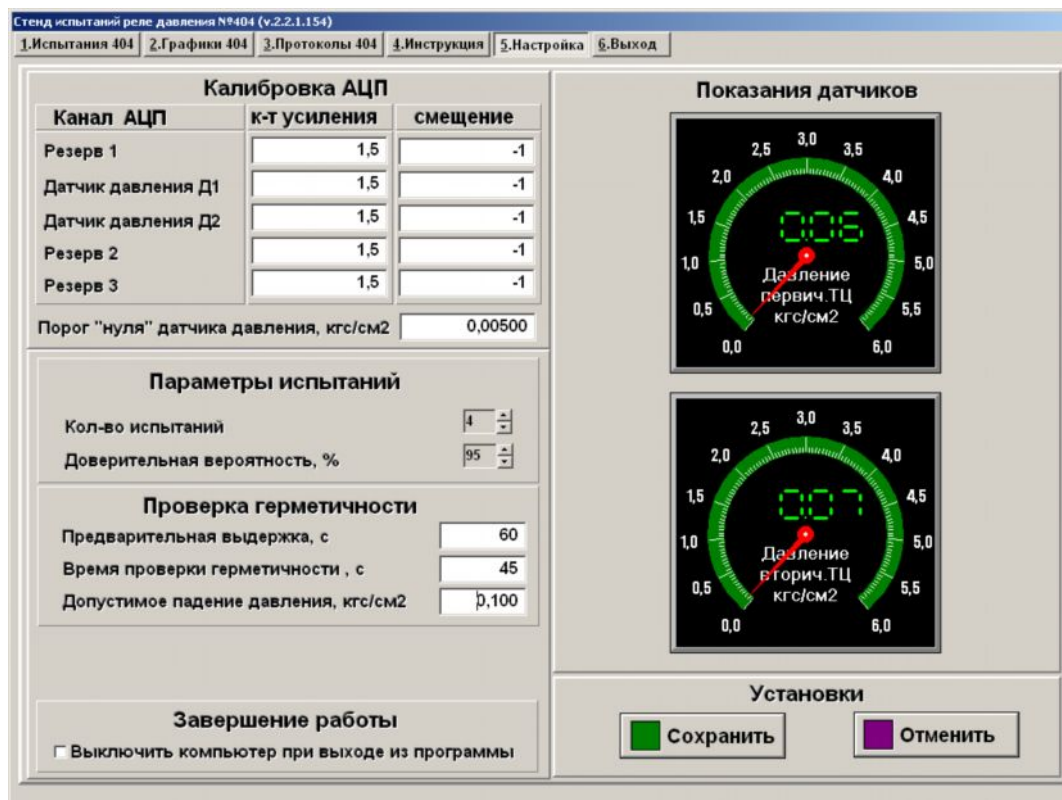 Стенд испытаний реле давления №404 (v.2.2.1.154)
1.Испытания 404 2.Графики 404 3.Протоколы 404 4.Инструкция 5.Настройка 6.Выход
Калибровка АЦП
Канал АЦП к-т усиления смещение
Резерв 1 1,5 -1
Датчик давления Д1 1,5 -1
Датчик давления Д2 1,5 -1
Резерв 2 1,5 -1
Резерв 3 1,5 -1
Порог "нуля" датчика давления, кгс/см2 0,00500
Параметры испытаний
Кол-во испытаний 4
Доверительная вероятность, % 95
Проверка герметичности
Предварительная выдержка, с 60
Время проверки герметичности , с 45
Допустимое падение давления, кгс/см2 0,100
Завершение работы
Выключить компьютер при выходе из программы
Показания датчиков
0,0 0,5 1,0 1,5 2,0 2,5 3,0 3,5 4,0 4,5 5,0 5,5 6,0
0.06
Давление
первич.ТЦ
кгс/см2
0,0 0,5 1,0 1,5 2,0 2,5 3,0 3,5 4,0 4,5 5,0 5,5 6,0
0.07
Давление
вторич.ТЦ
кгс/см2
Установки
Сохранить Отменить